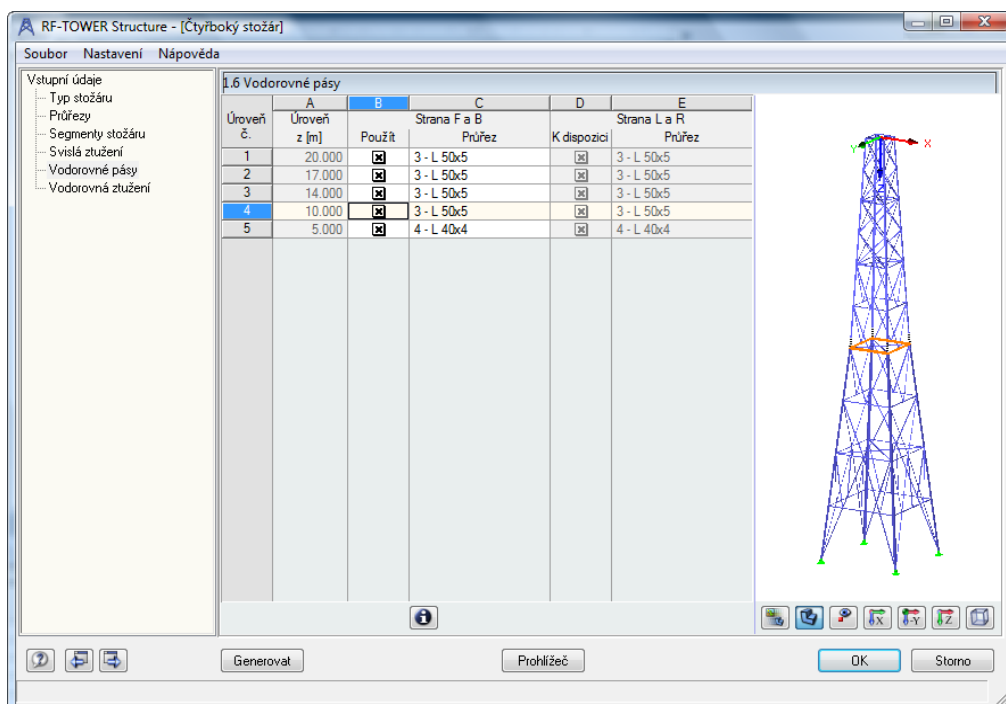 RF-TOWER Structure - [Čtyřboký stožár]
Soubor Nastavení Nápověda
Vstupní údaje
Typ stožáru
Průřezy
Segmenty stožáru
Svislá ztužení
Vodorovné pásy
Vodorovná ztužení
1.6 Vodorovné pásy
A B C D E
Úroveň Úroveň Strana F a B Strana L a R
č. z [m] Použít Průřez K dispozici Průřez
1 20.000 3 - L 50x5 3 - L 50x5
2 17.000 3 - L 50x5 3 - L 50x5
3 14.000 3 - L 50x5 3 - L 50x5
4 10.000 3 - L 50x5 3 - L 50x5
5 5.000 4 - L 40x4 4 - L 40x4
Y X
Z
X -Y Z
Generovat Prohlížeč OK Storno